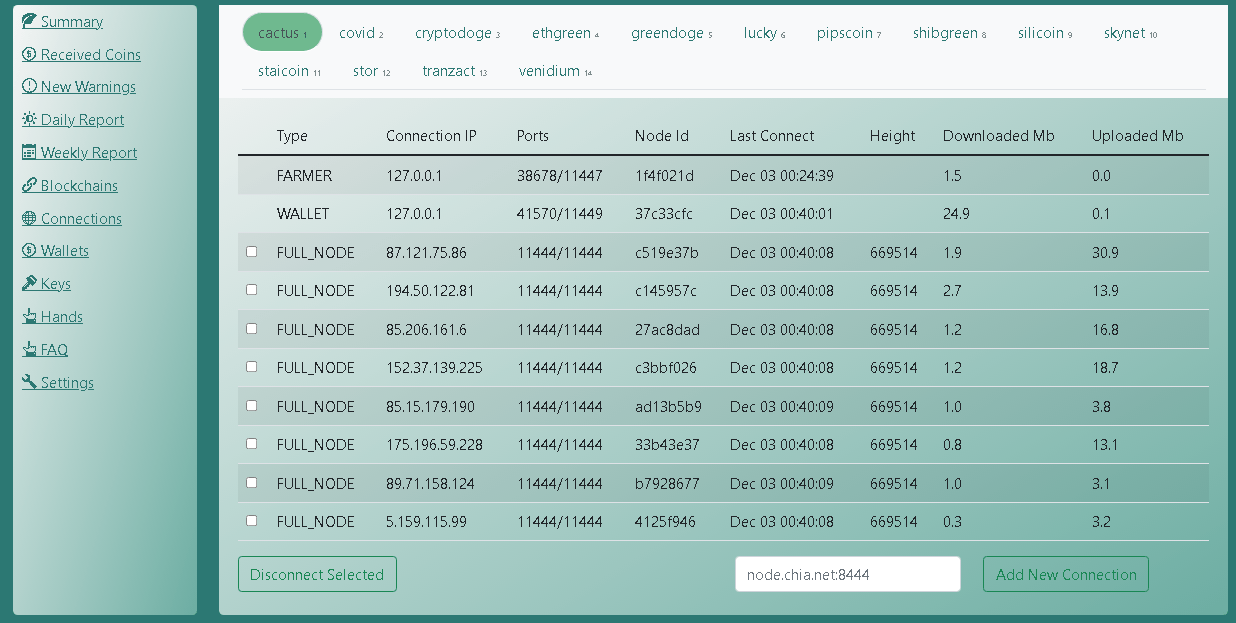 Summary
Received Coins
New Warnings
Daily Report
Weekly Report
Blockchains
Connections
Wallets
Keys
Hands
FAQ
Settings
cactus 1 covid 2 cryptodoge 3 ethgreen 4 greendoge 5 lucky 6 pipscoin 7 shibgreen 8 silicoin 9 skynet 10
staicoin 11 stor 12 tranzact 13 venidium 14
Type Connection IP Ports Node Id Last Connect Height Downloaded Mb Uploaded Mb
FARMER 127.0.0.1 38678/11447 1f4f021d Dec 03 00:24:39 1.5 0.0
WALLET 127.0.0.1 41570/11449 37c33cfc Dec 03 00:40:01 24.9 0.1
FULL_NODE 87.121.75.86 11444/11444 c519e37b Dec 03 00:40:08 669514 1.9 30.9
FULL_NODE 194.50.122.81 11444/11444 c145957c Dec 03 00:40:08 669514 2.7 13.9
FULL_NODE 85.206.161.6 11444/11444 27ac8dad Dec 03 00:40:08 669514 1.2 16.8
FULL_NODE 152.37.139.225 11444/11444 c3bbf026 Dec 03 00:40:08 669514 1.2 18.7
FULL_NODE 85.15.179.190 11444/11444 ad13b5b9 Dec 03 00:40:09 669514 1.0 3.8
FULL_NODE 175.196.59.228 11444/11444 33b43e37 Dec 03 00:40:08 669514 0.8 13.1
FULL_NODE 89.71.158.124 11444/11444 b7928677 Dec 03 00:40:09 669514 1.0 3.1
FULL_NODE 5.159.115.99 11444/11444 4125f946 Dec 03 00:40:08 669514 0.3 3.2
Disconnect Selected node.chia.net:8444 Add New Connection